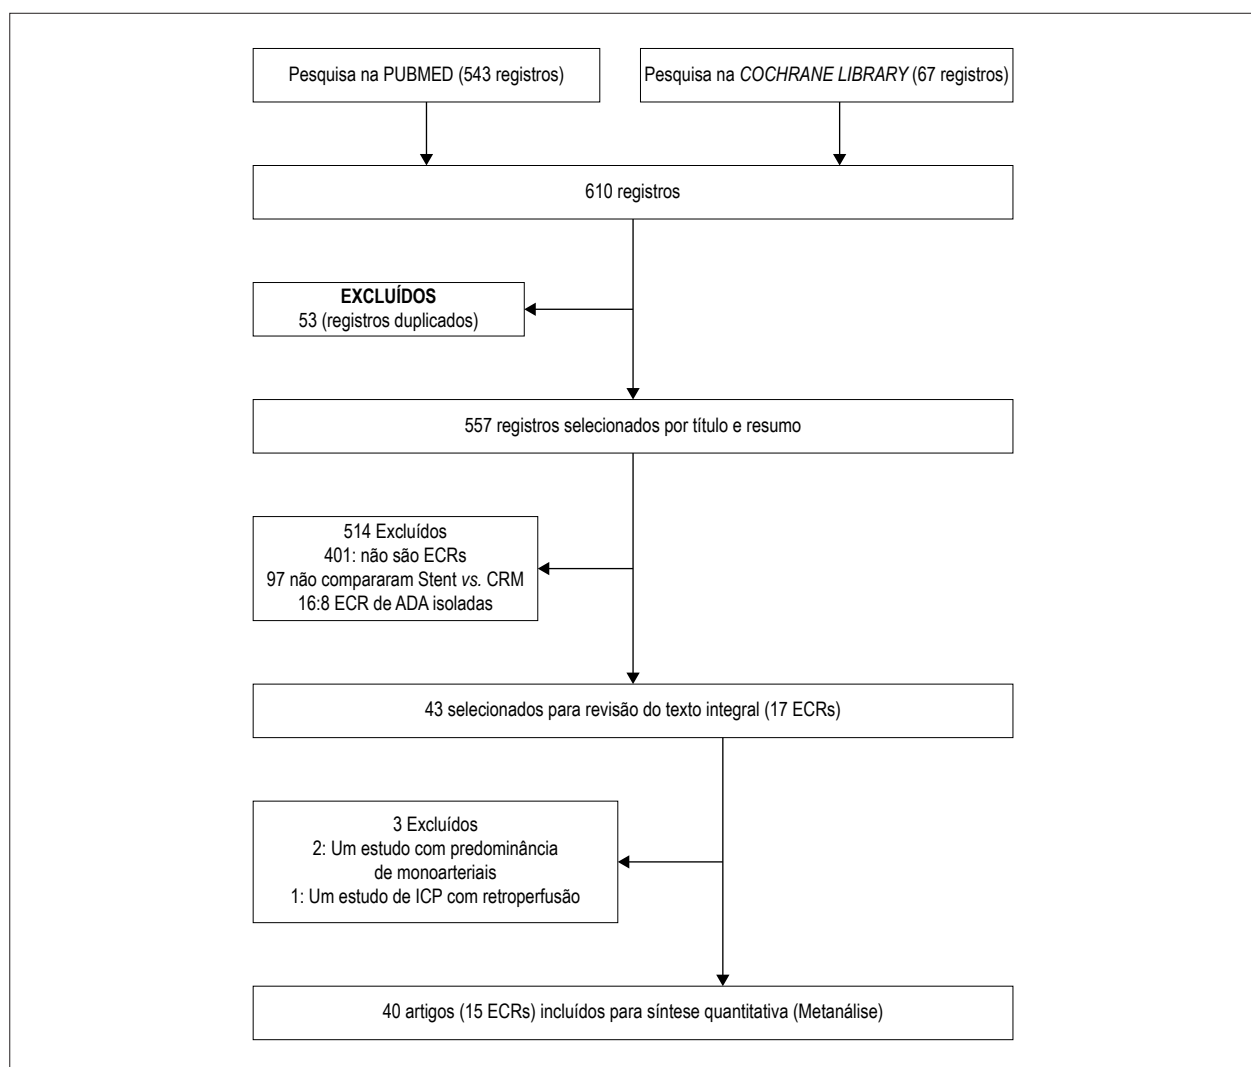 Pesquisa na PUBMED (543 registros)
Pesquisa na COCHRANE LIBRARY (67 registros)
610 registros
EXCLUÍDOS
53 (registros duplicados)
557 registros selecionados por título e resumo
514 Excluídos
401: não são ECRs
97 não compararam Stent vs. CRM
16:8 ECR de ADA isoladas
43 selecionados para revisão do texto integral (17 ECRs)
3 Excluídos
2: Um estudo com predominância
de monoarteriais
1: Um estudo de ICP com retroperfusão
40 artigos (15 ECRs) incluídos para síntese quantitativa (Metanálise)